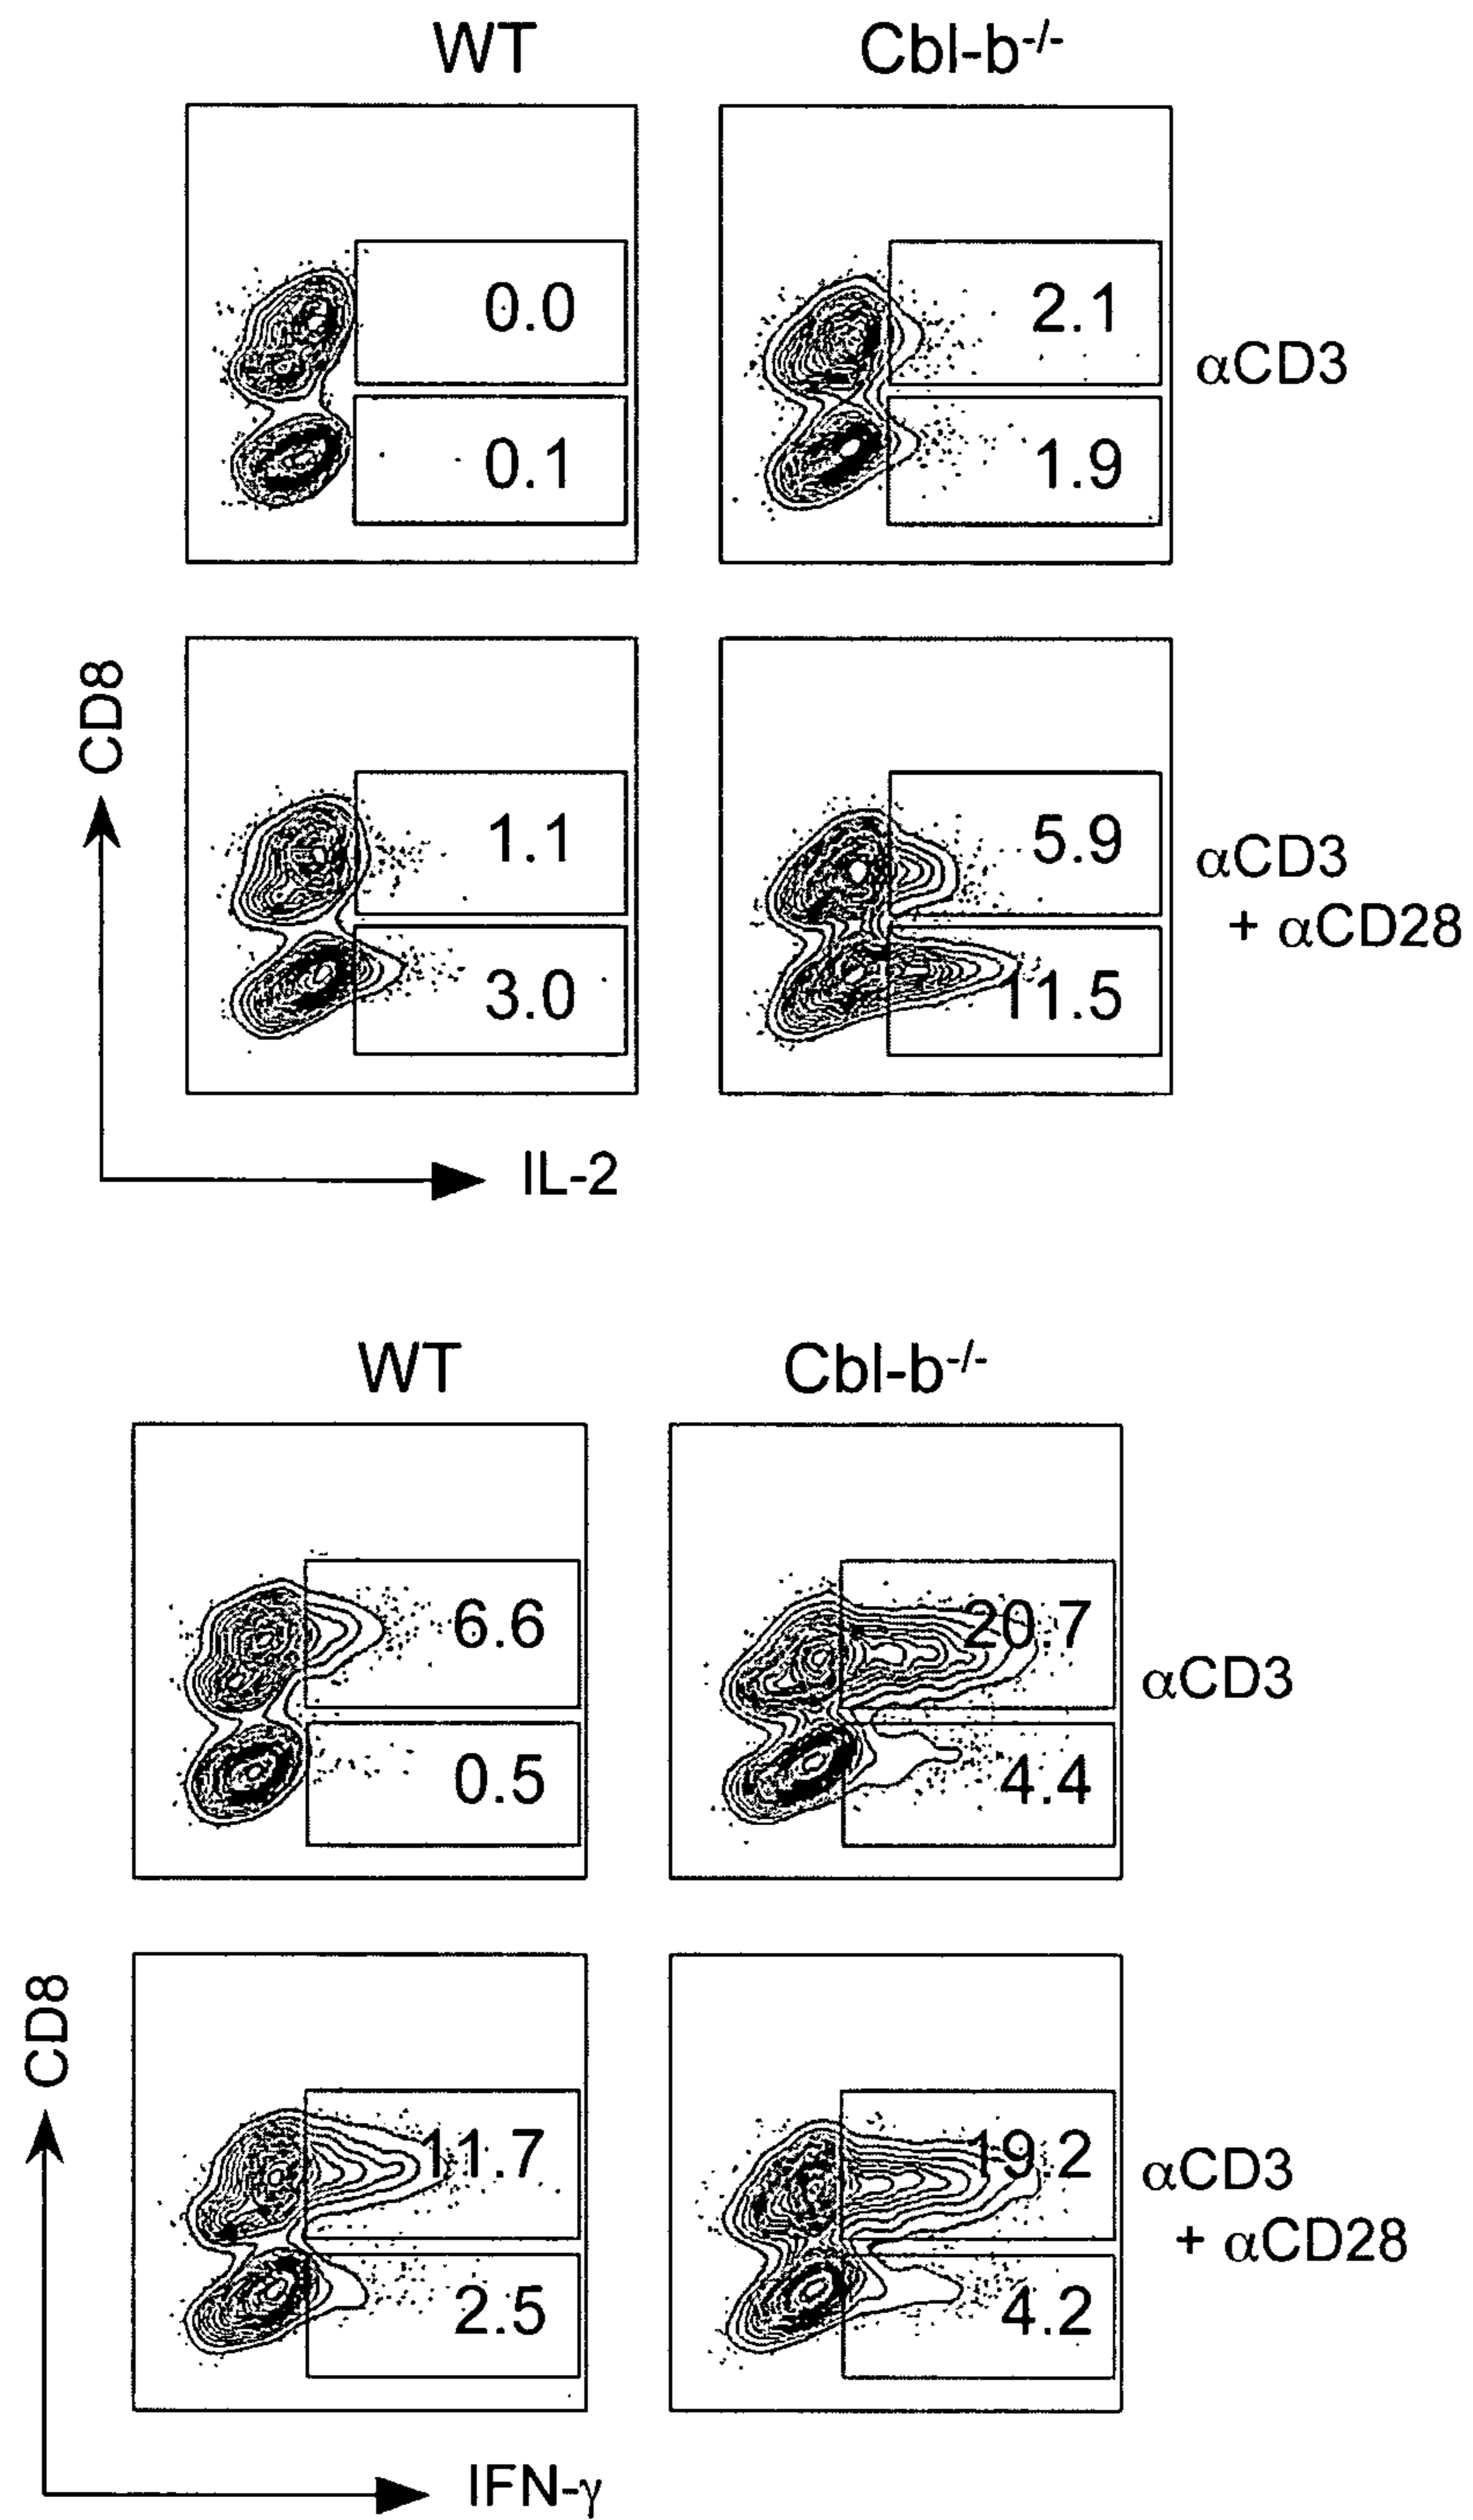 WT Cbl-b-/-
0.0 2.1
αCD3
0.1 1.9
CD8
1.1 5.9
αCD3
+ αCD28
3.0 11.5
IL-2
WT Cbl-b-/-
6.6 20.7
αCD3
0.5 4.4
CD8
11.7 19.2
αCD3
+ αCD28
2.5 4.2
IFN-γ